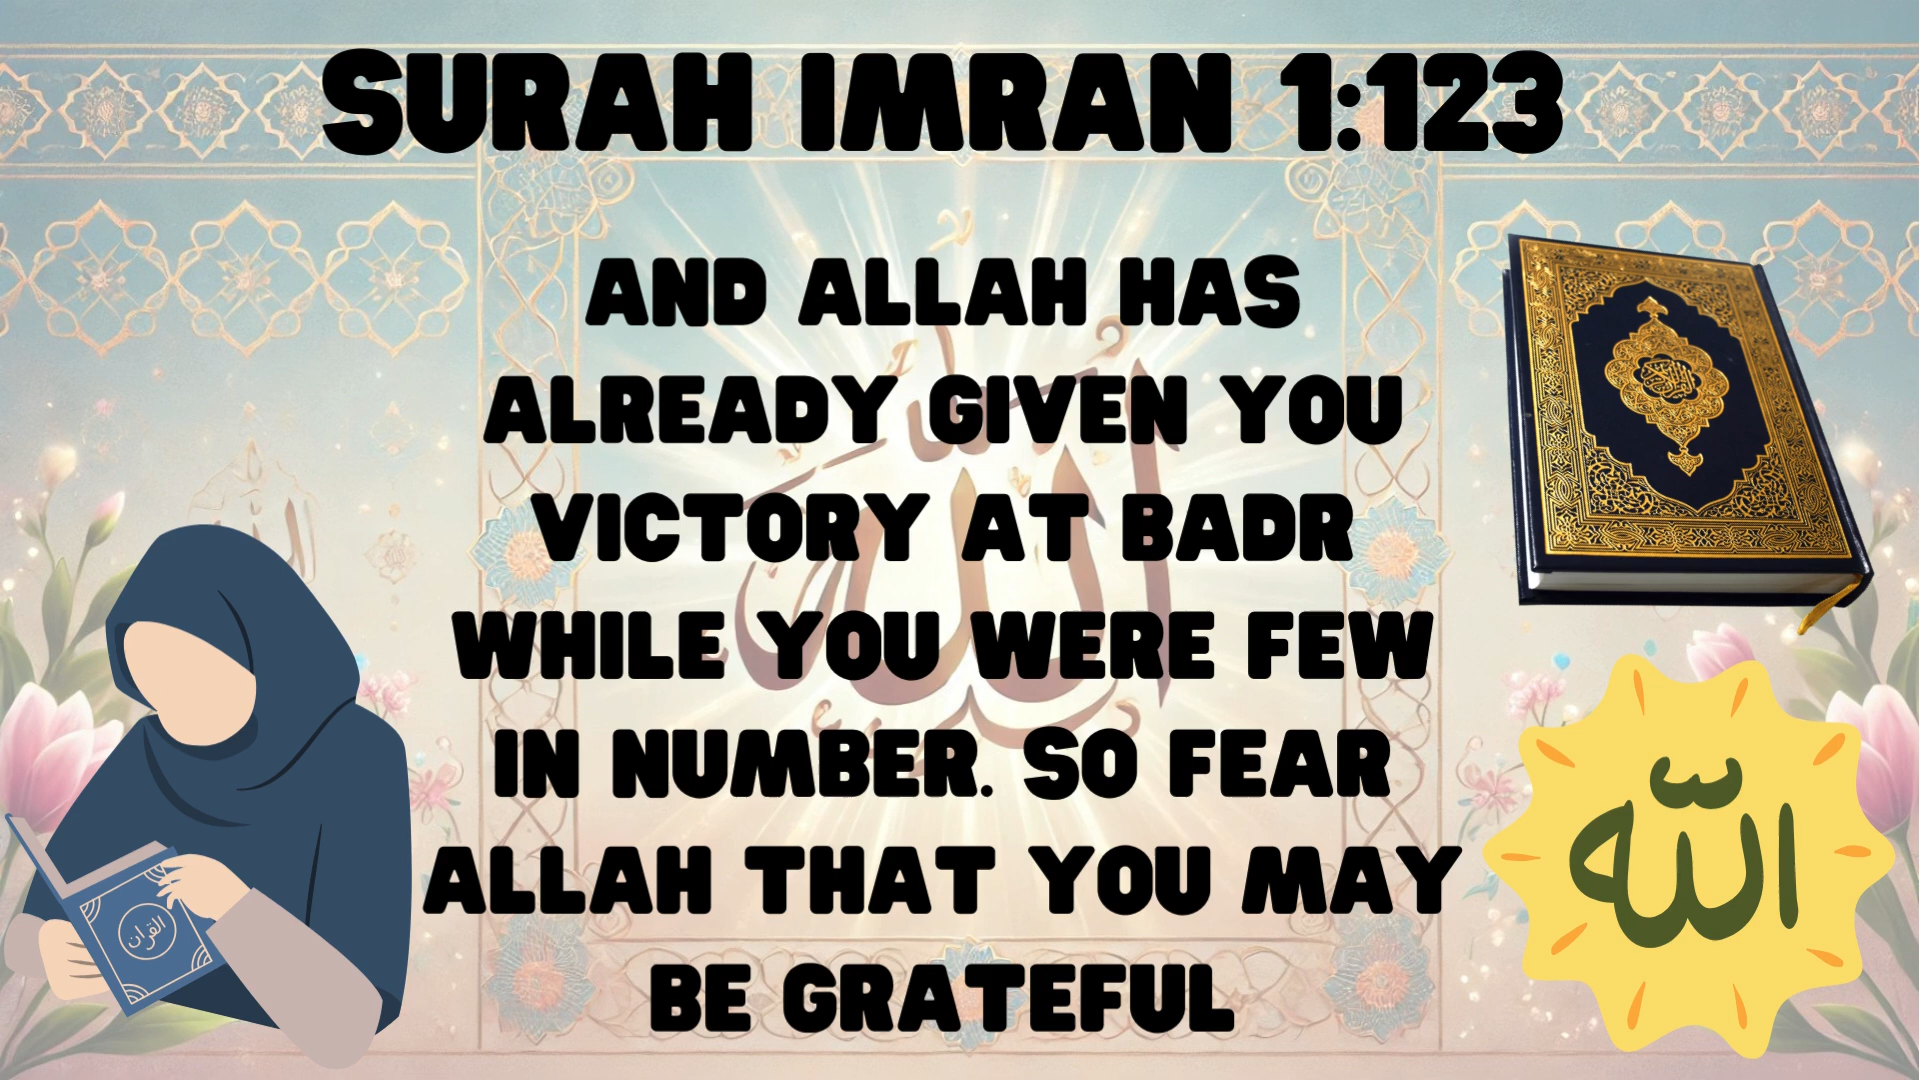 SURAH IMRAN 1:123
AND ALLAH HAS
ALREADY GIVEN YOU
VICTORY AT BADR
WHILE YOU WERE FEW
IN NUMBER. SO FEAR
ALLAH THAT YOU MAY
BE GRATEFUL
الله
القرآن
الله